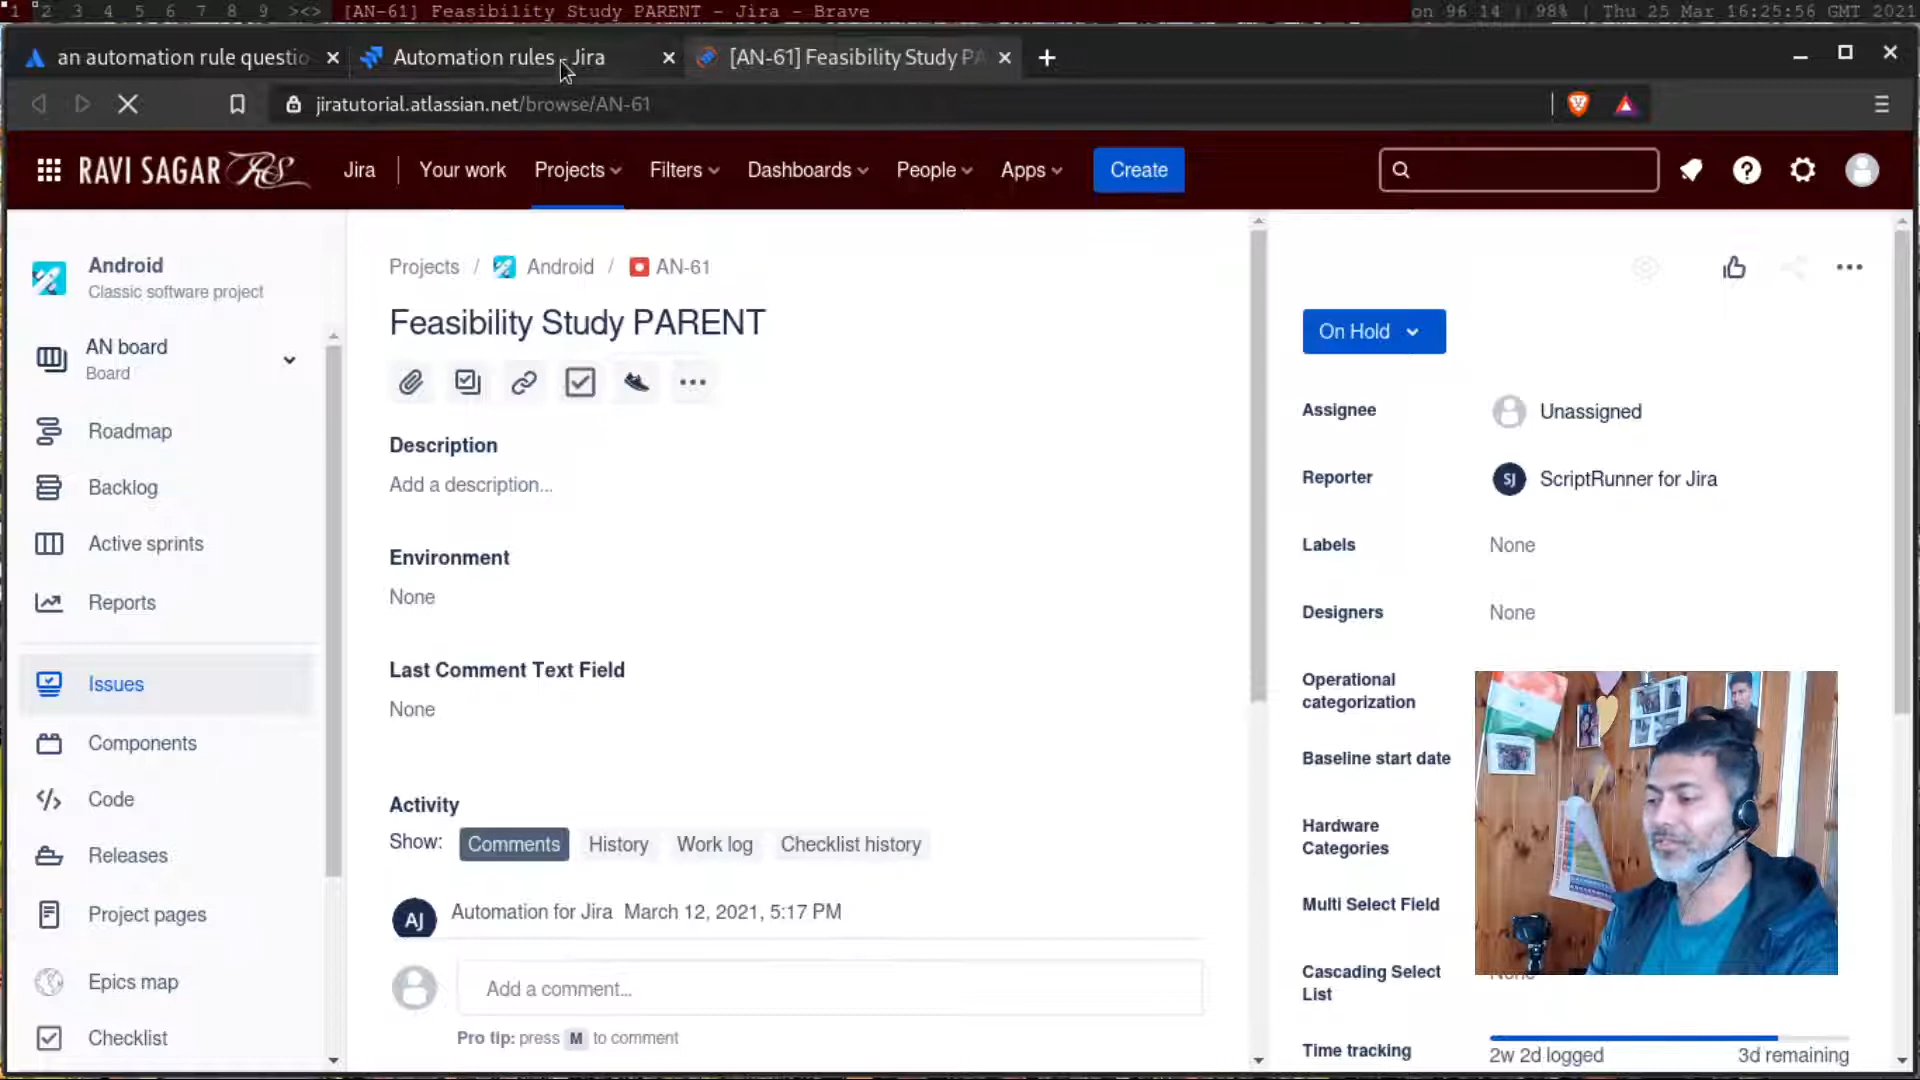 1 2 3 4 5 6 7 8 9 ><> [AN-61] Feasibility Study PARENT - Jira - Brave on 96 14 | 98% | Thu 25 Mar 16:25:56 GMT 2021
an automation rule questio Automation rules - Jira [AN-61] Feasibility Study PA
jiratutorial.atlassian.net/browse/AN-61
RAVI SAGAR RS Jira Your work Projects Filters Dashboards People Apps Create
Android
Classic software project
AN board
Board
Roadmap
Backlog
Active sprints
Reports
Issues
Components
Code
Releases
Project pages
Epics map
Checklist
Projects / Android / AN-61
Feasibility Study PARENT
Description
Add a description...
Environment
None
Last Comment Text Field
None
Activity
Show: Comments History Work log Checklist history
AJ Automation for Jira March 12, 2021, 5:17 PM
Add a comment...
Pro tip: press M to comment
On Hold
Assignee Unassigned
Reporter SJ ScriptRunner for Jira
Labels None
Designers None
Operational categorization
Baseline start date
Hardware Categories
Multi Select Field
Cascading Select List None
Time tracking 2w 2d logged 3d remaining